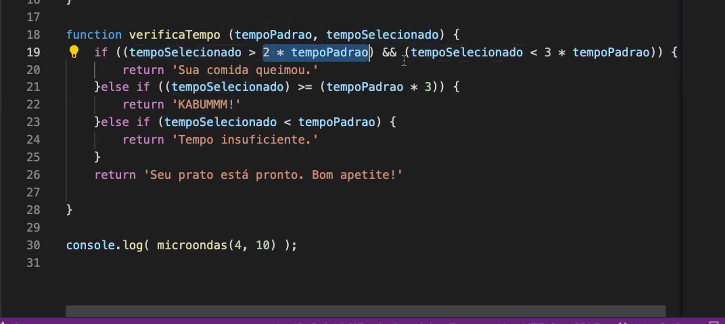 17
18 function verificaTempo (tempoPadrao, tempoSelecionado) {
19 if ((tempoSelecionado > 2 * tempoPadrao) && (tempoSelecionado < 3 * tempoPadrao)) {
20 return 'Sua comida queimou.'
21 }else if ((tempoSelecionado) >= (tempoPadrao * 3)) {
22 return 'KABUMMM!'
23 }else if (tempoSelecionado < tempoPadrao) {
24 return 'Tempo insuficiente.'
25 }
26 return 'Seu prato está pronto. Bom apetite!'
27
28 }
29
30 console.log( microondas(4, 10) );
31